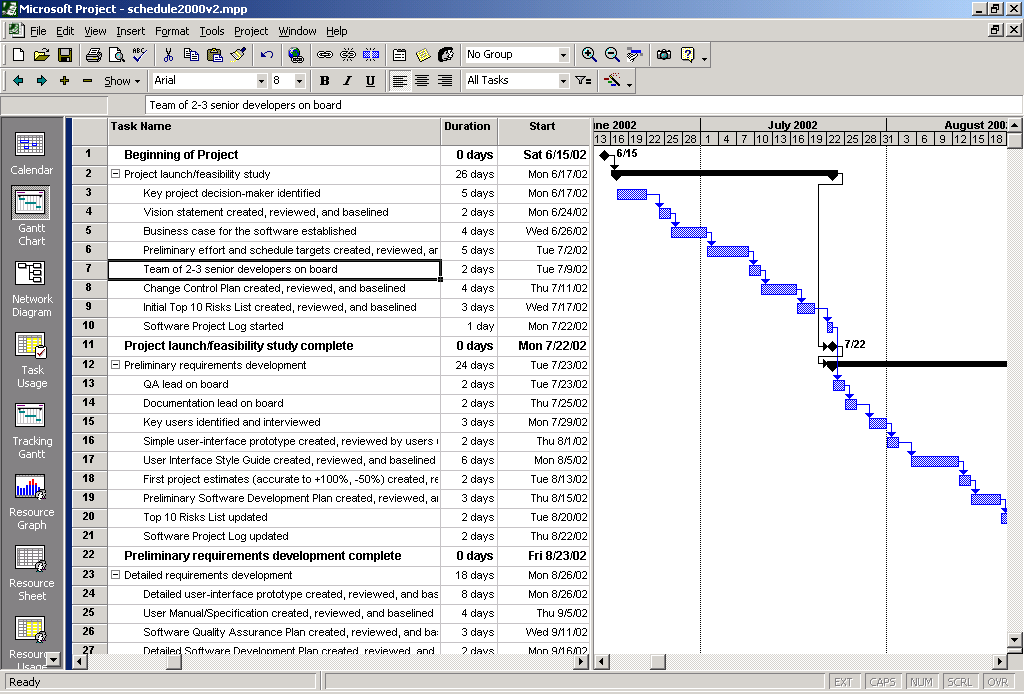 Microsoft Project - schedule2000v2.mpp
File Edit View Insert Format Tools Project Window Help
No Group
Show Arial 8 B I U All Tasks
Team of 2-3 senior developers on board
Task Name Duration Start
June 2002 July 2002 August 200
13 16 19 22 25 28 1 4 7 10 13 16 19 22 25 28 31 3 6 9 12 15 18
1 Beginning of Project 0 days Sat 6/15/02
6/15
2 Project launch/feasibility study 26 days Mon 6/17/02
3 Key project decision-maker identified 5 days Mon 6/17/02
4 Vision statement created, reviewed, and baselined 2 days Mon 6/24/02
5 Business case for the software established 4 days Wed 6/26/02
6 Preliminary effort and schedule targets created, reviewed, ar 5 days Tue 7/2/02
7 Team of 2-3 senior developers on board 2 days Tue 7/9/02
8 Change Control Plan created, reviewed, and baselined 4 days Thu 7/11/02
9 Initial Top 10 Risks List created, reviewed, and baselined 3 days Wed 7/17/02
10 Software Project Log started 1 day Mon 7/22/02
11 Project launch/feasibility study complete 0 days Mon 7/22/02
7/22
12 Preliminary requirements development 24 days Tue 7/23/02
13 QA lead on board 2 days Tue 7/23/02
14 Documentation lead on board 2 days Thu 7/25/02
15 Key users identified and interviewed 3 days Mon 7/29/02
16 Simple user-interface prototype created, reviewed by users 2 days Thu 8/1/02
17 User Interface Style Guide created, reviewed, and baselined 6 days Mon 8/5/02
18 First project estimates (accurate to +100%, -50%) created, re 2 days Tue 8/13/02
19 Preliminary Software Development Plan created, reviewed, ar 3 days Thu 8/15/02
20 Top 10 Risks List updated 2 days Tue 8/20/02
21 Software Project Log updated 2 days Thu 8/22/02
22 Preliminary requirements development complete 0 days Fri 8/23/02
23 Detailed requirements development 18 days Mon 8/26/02
24 Detailed user-interface prototype created, reviewed, and bas 8 days Mon 8/26/02
25 User Manual/Specification created, reviewed, and baselined 4 days Thu 9/5/02
26 Software Quality Assurance Plan created, reviewed, and ba 3 days Wed 9/11/02
27 Detailed Software Development Plan created, reviewed, and 2 days Mon 9/16/02
Calendar
Gantt
Chart
Network
Diagram
Task
Usage
Tracking
Gantt
Resource
Graph
Resource
Sheet
Resource
Usage
Ready EXT CAPS NUM SCRL OVR